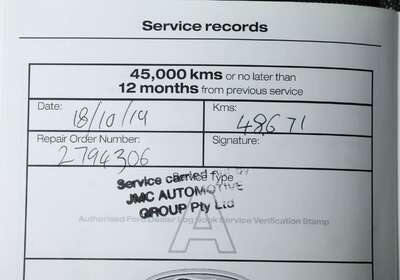 Service records
45,000 kms or no later than
12 months from previous service
Date:
18/10/19
Kms:
48671
Repair Order Number:
2794306
Signature:
Service Type
Service carried
JMC AUTOMOTIVE
GROUP Pty Ltd
Authorised Ford Dealer Log Book Service Verification Stamp
A